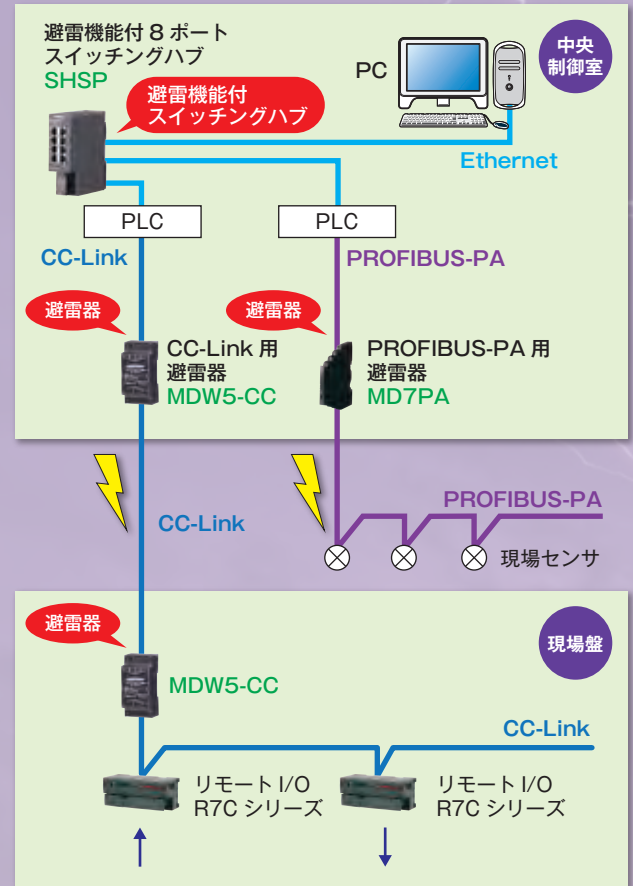 避雷機能付 8 ポート
スイッチングハブ
SHSP
避雷機能付
スイッチングハブ
PC
中央
制御室
Ethernet
PLC
PLC
CC-Link
PROFIBUS-PA
避雷器
避雷器
CC-Link 用
避雷器
MDW5-CC
PROFIBUS-PA 用
避雷器
MD7PA
CC-Link
PROFIBUS-PA
現場センサ
避雷器
現場盤
MDW5-CC
CC-Link
リモート I/O
R7C シリーズ
リモート I/O
R7C シリーズ